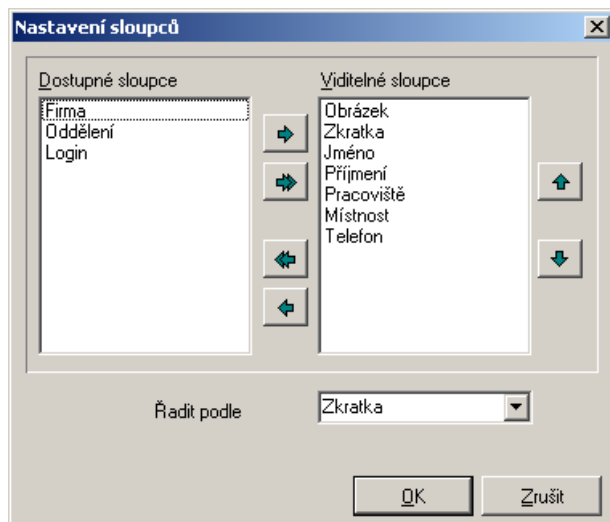 Nastavení sloupců
Dostupné sloupce
Firma
Oddělení
Login
Viditelné sloupce
Obrázek
Zkratka
Jméno
Příjmení
Pracoviště
Místnost
Telefon
Řadit podle
Zkratka
OK
Zrušit